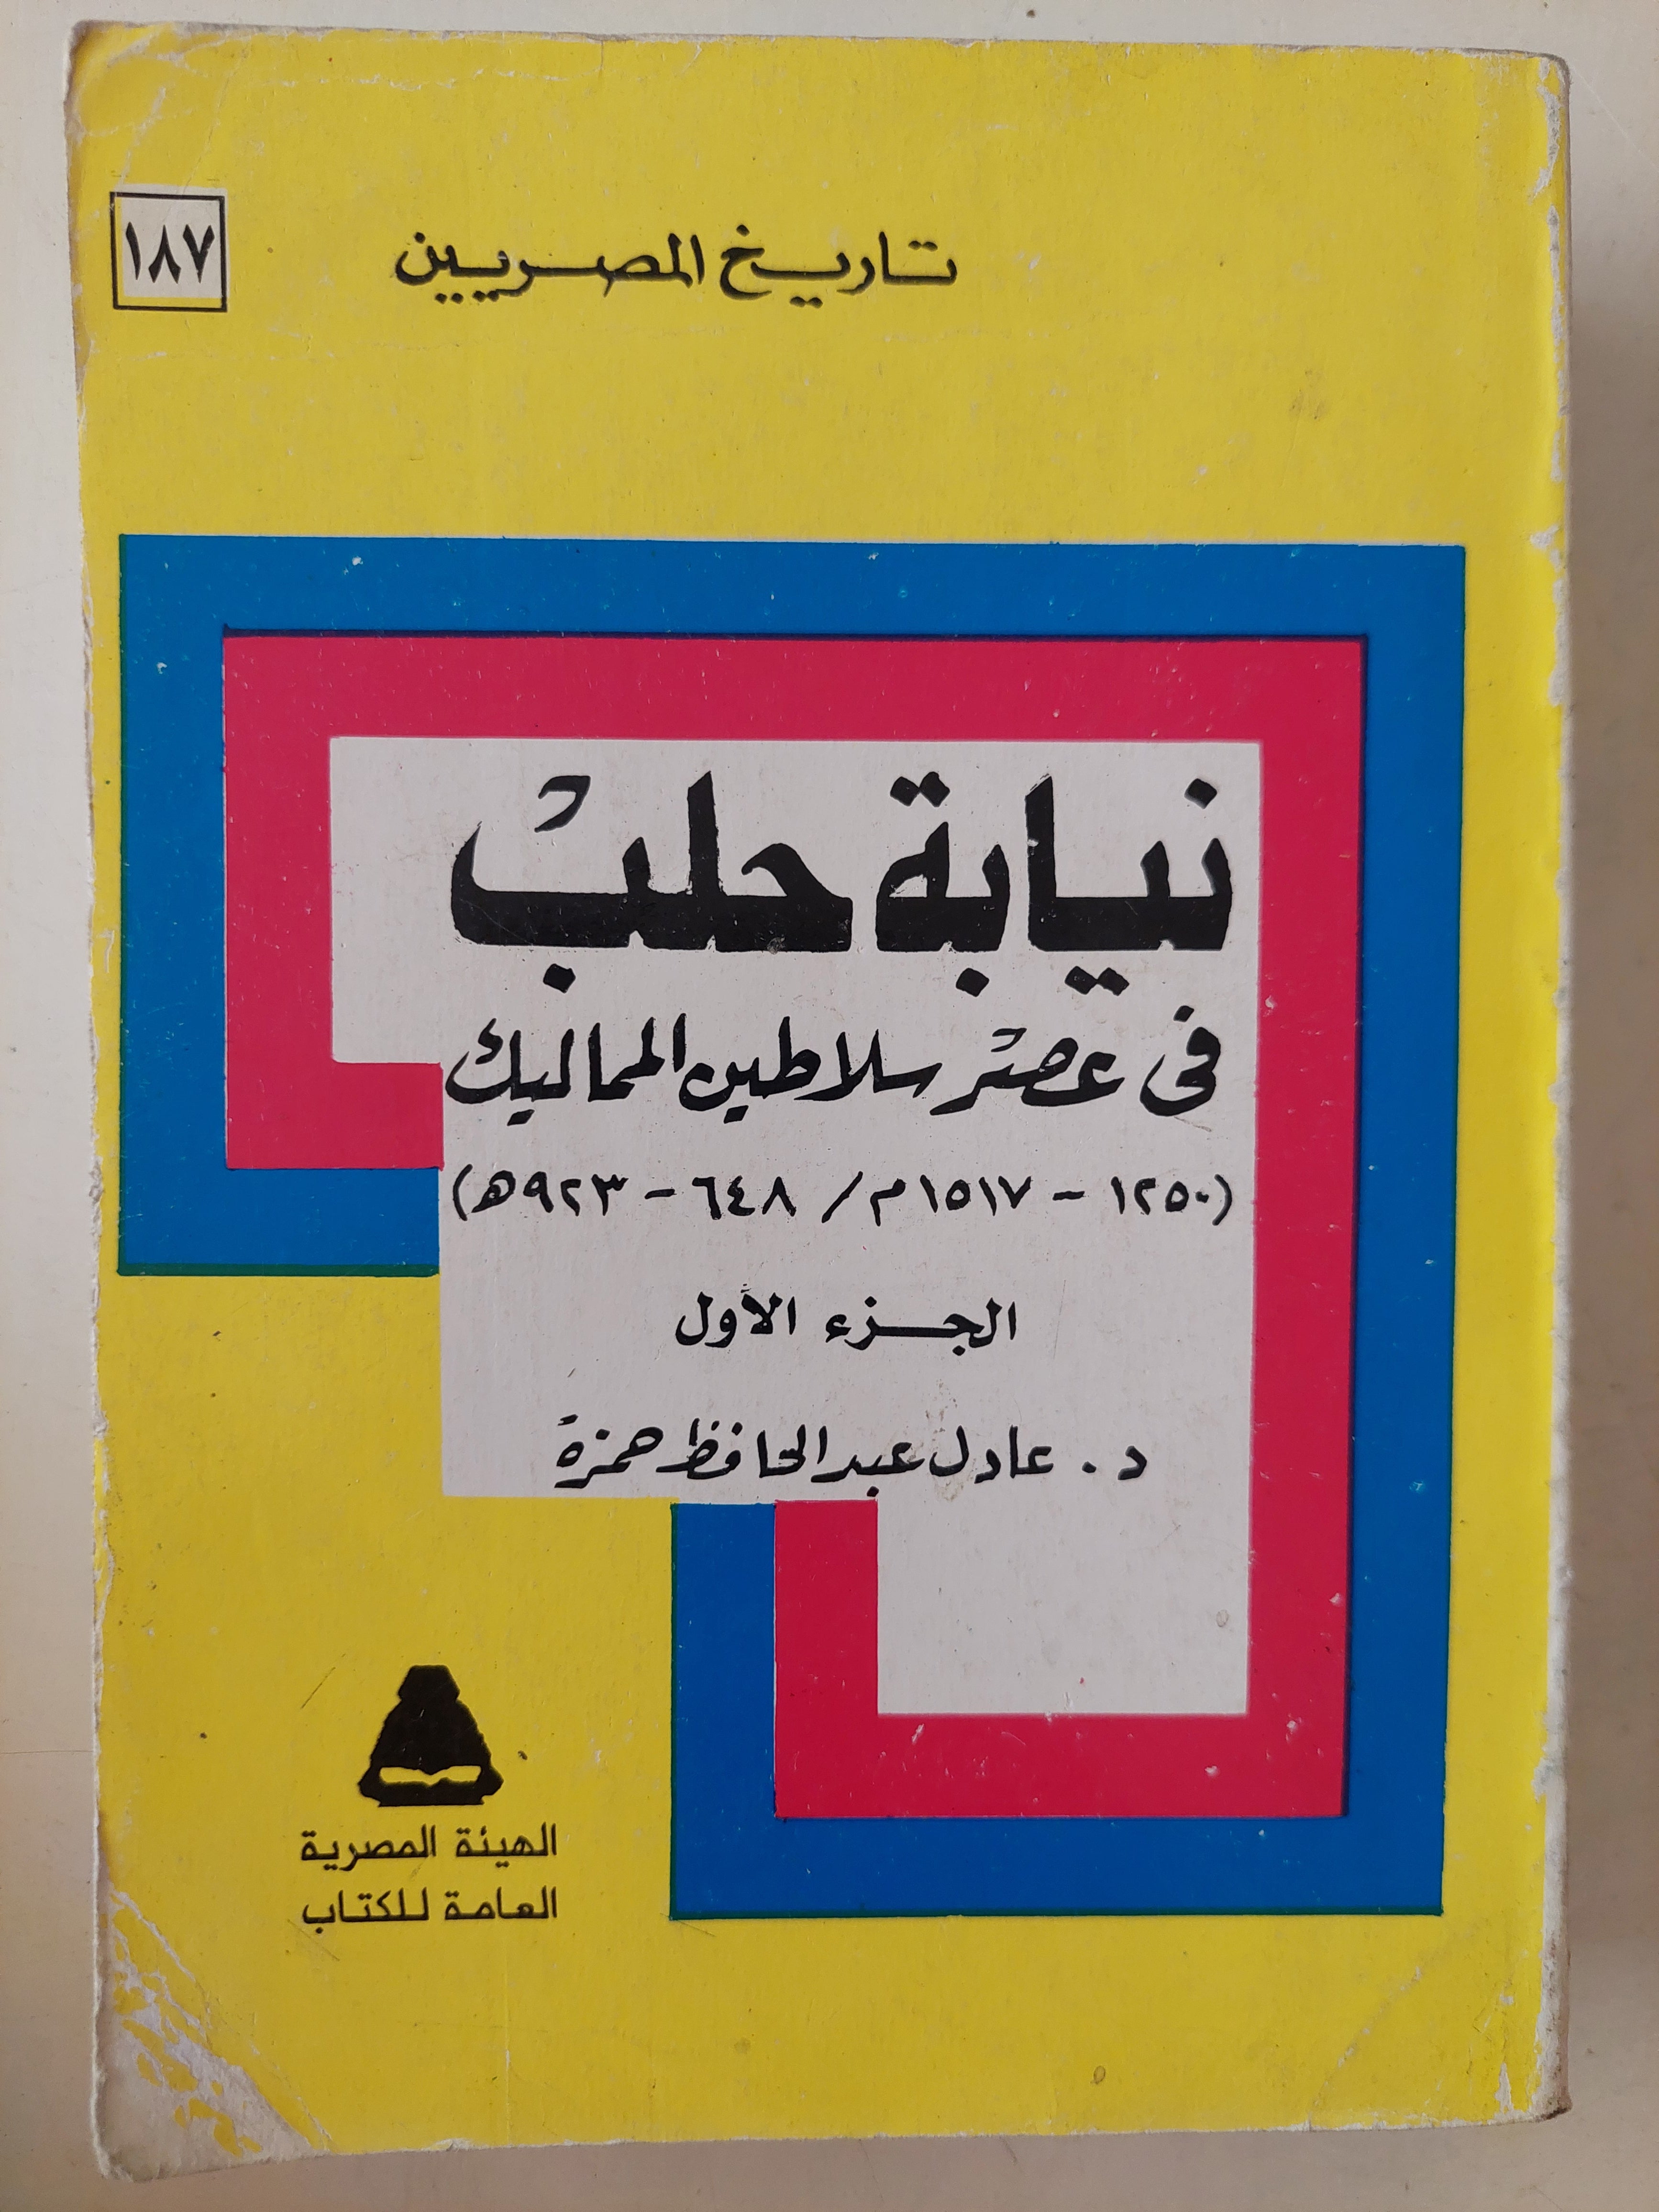 تاريخ المصريين
١٨٧
نيابة حلب
فى عصر سلاطين المماليك
(١٢٥٠ - ١٥١٧م / ٦٤٨ - ٩٢٣هـ)
الجزء الأول
د. عادل عبد الحافظ حمزة
الهيئة المصرية
العامة للكتاب